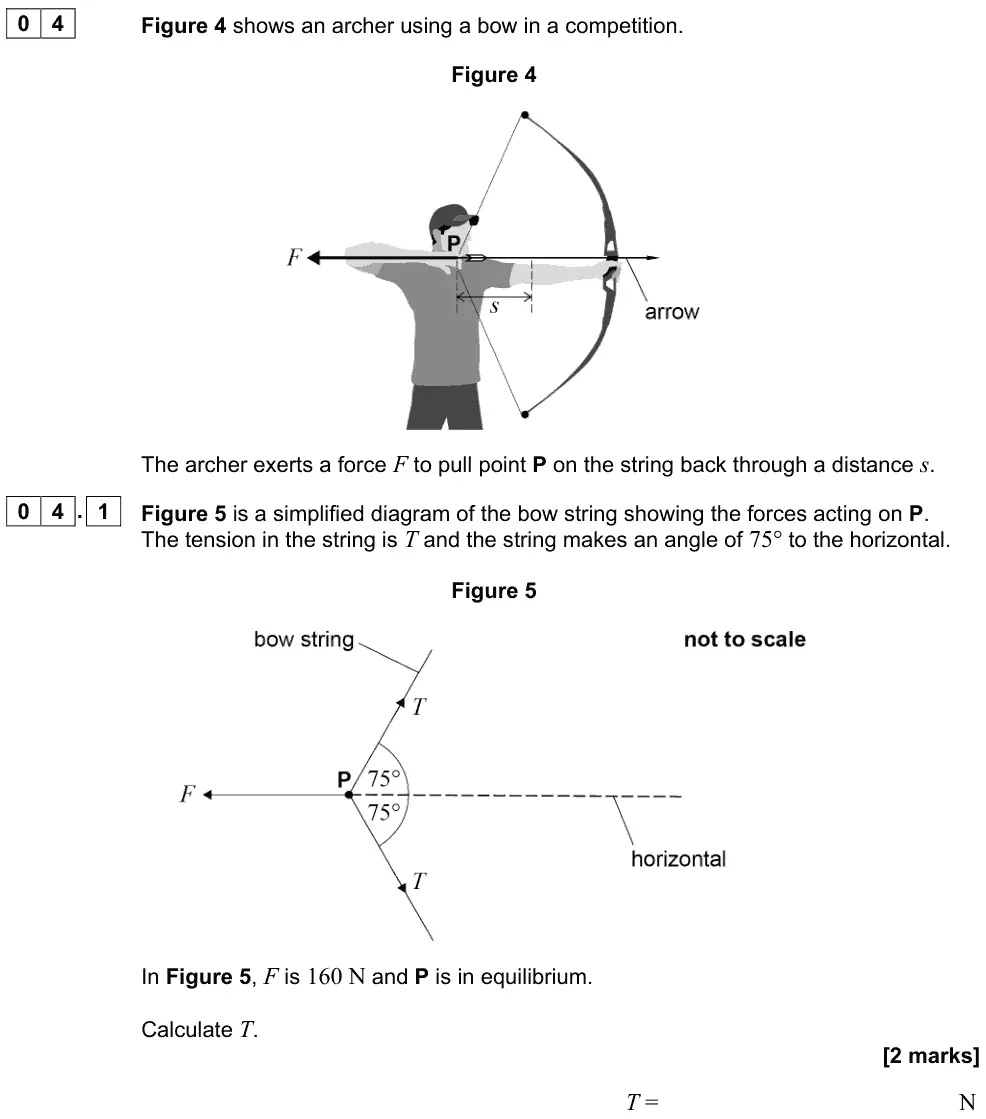 0 4 Figure 4 shows an archer using a bow in a competition.
Figure 4
P
F
s
arrow
The archer exerts a force F to pull point P on the string back through a distance s.
0 4 . 1 Figure 5 is a simplified diagram of the bow string showing the forces acting on P.
The tension in the string is T and the string makes an angle of 75° to the horizontal.
Figure 5
bow string
not to scale
T
P 75°
F
75°
horizontal
T
In Figure 5, F is 160 N and P is in equilibrium.
Calculate T.
[2 marks]
T = N